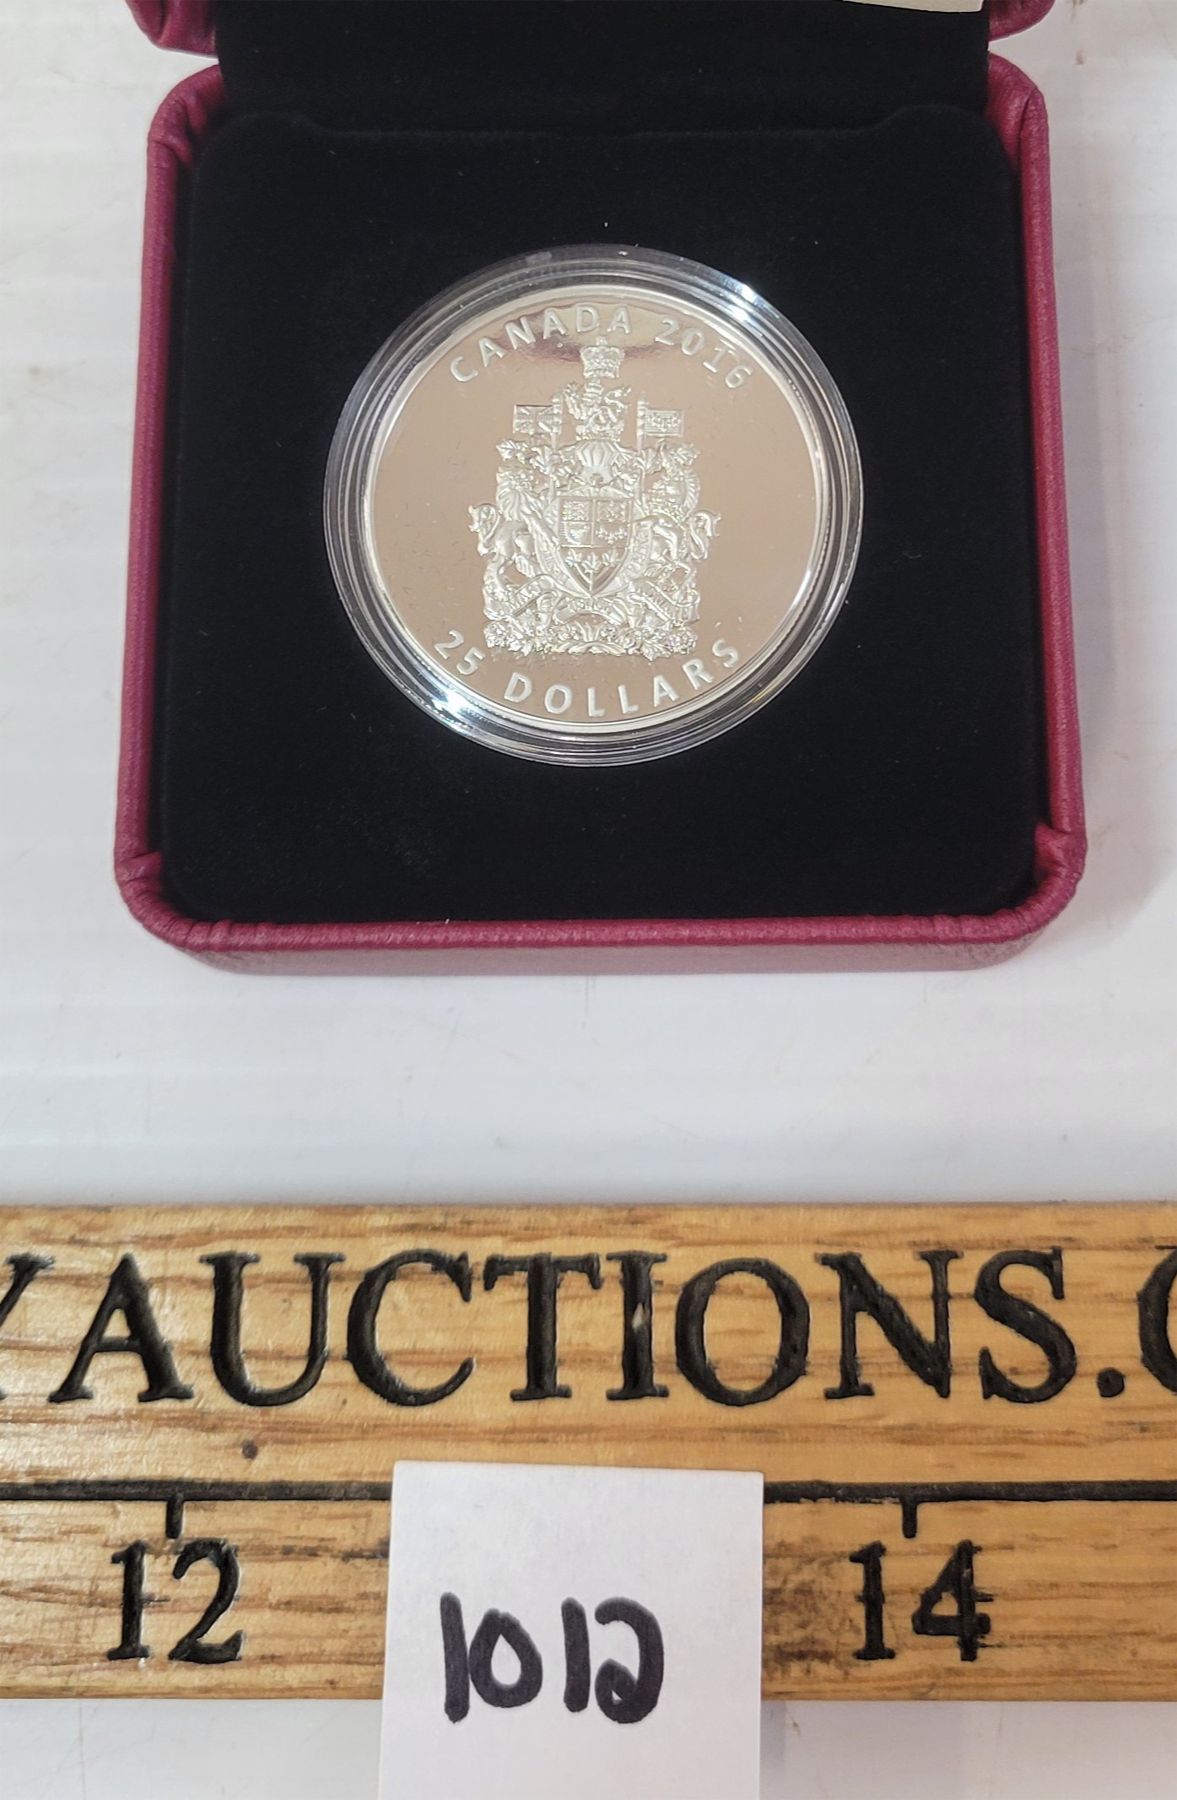 CANADA 2016
25 DOLLARS
Y AUCTIONS.C
12 14
1012